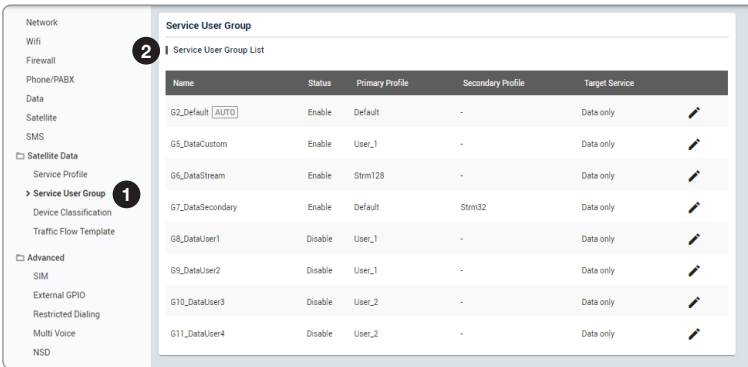 Network
Wifi
Firewall
Phone/PABX
Data
Satellite
SMS
Satellite Data
Service Profile
> Service User Group 1
Device Classification
Traffic Flow Template
Advanced
SIM
External GPIO
Restricted Dialing
Multi Voice
NSD
Service User Group
2 Service User Group List
Name Status Primary Profile Secondary Profile Target Service
G2_Default AUTO Enable Default - Data only
G5_DataCustom Enable User_1 - Data only
G6_DataStream Enable Strm128 - Data only
G7_DataSecondary Enable Default Strm32 Data only
G8_DataUser1 Disable User_1 - Data only
G9_DataUser2 Disable User_1 - Data only
G10_DataUser3 Disable User_2 - Data only
G11_DataUser4 Disable User_2 - Data only